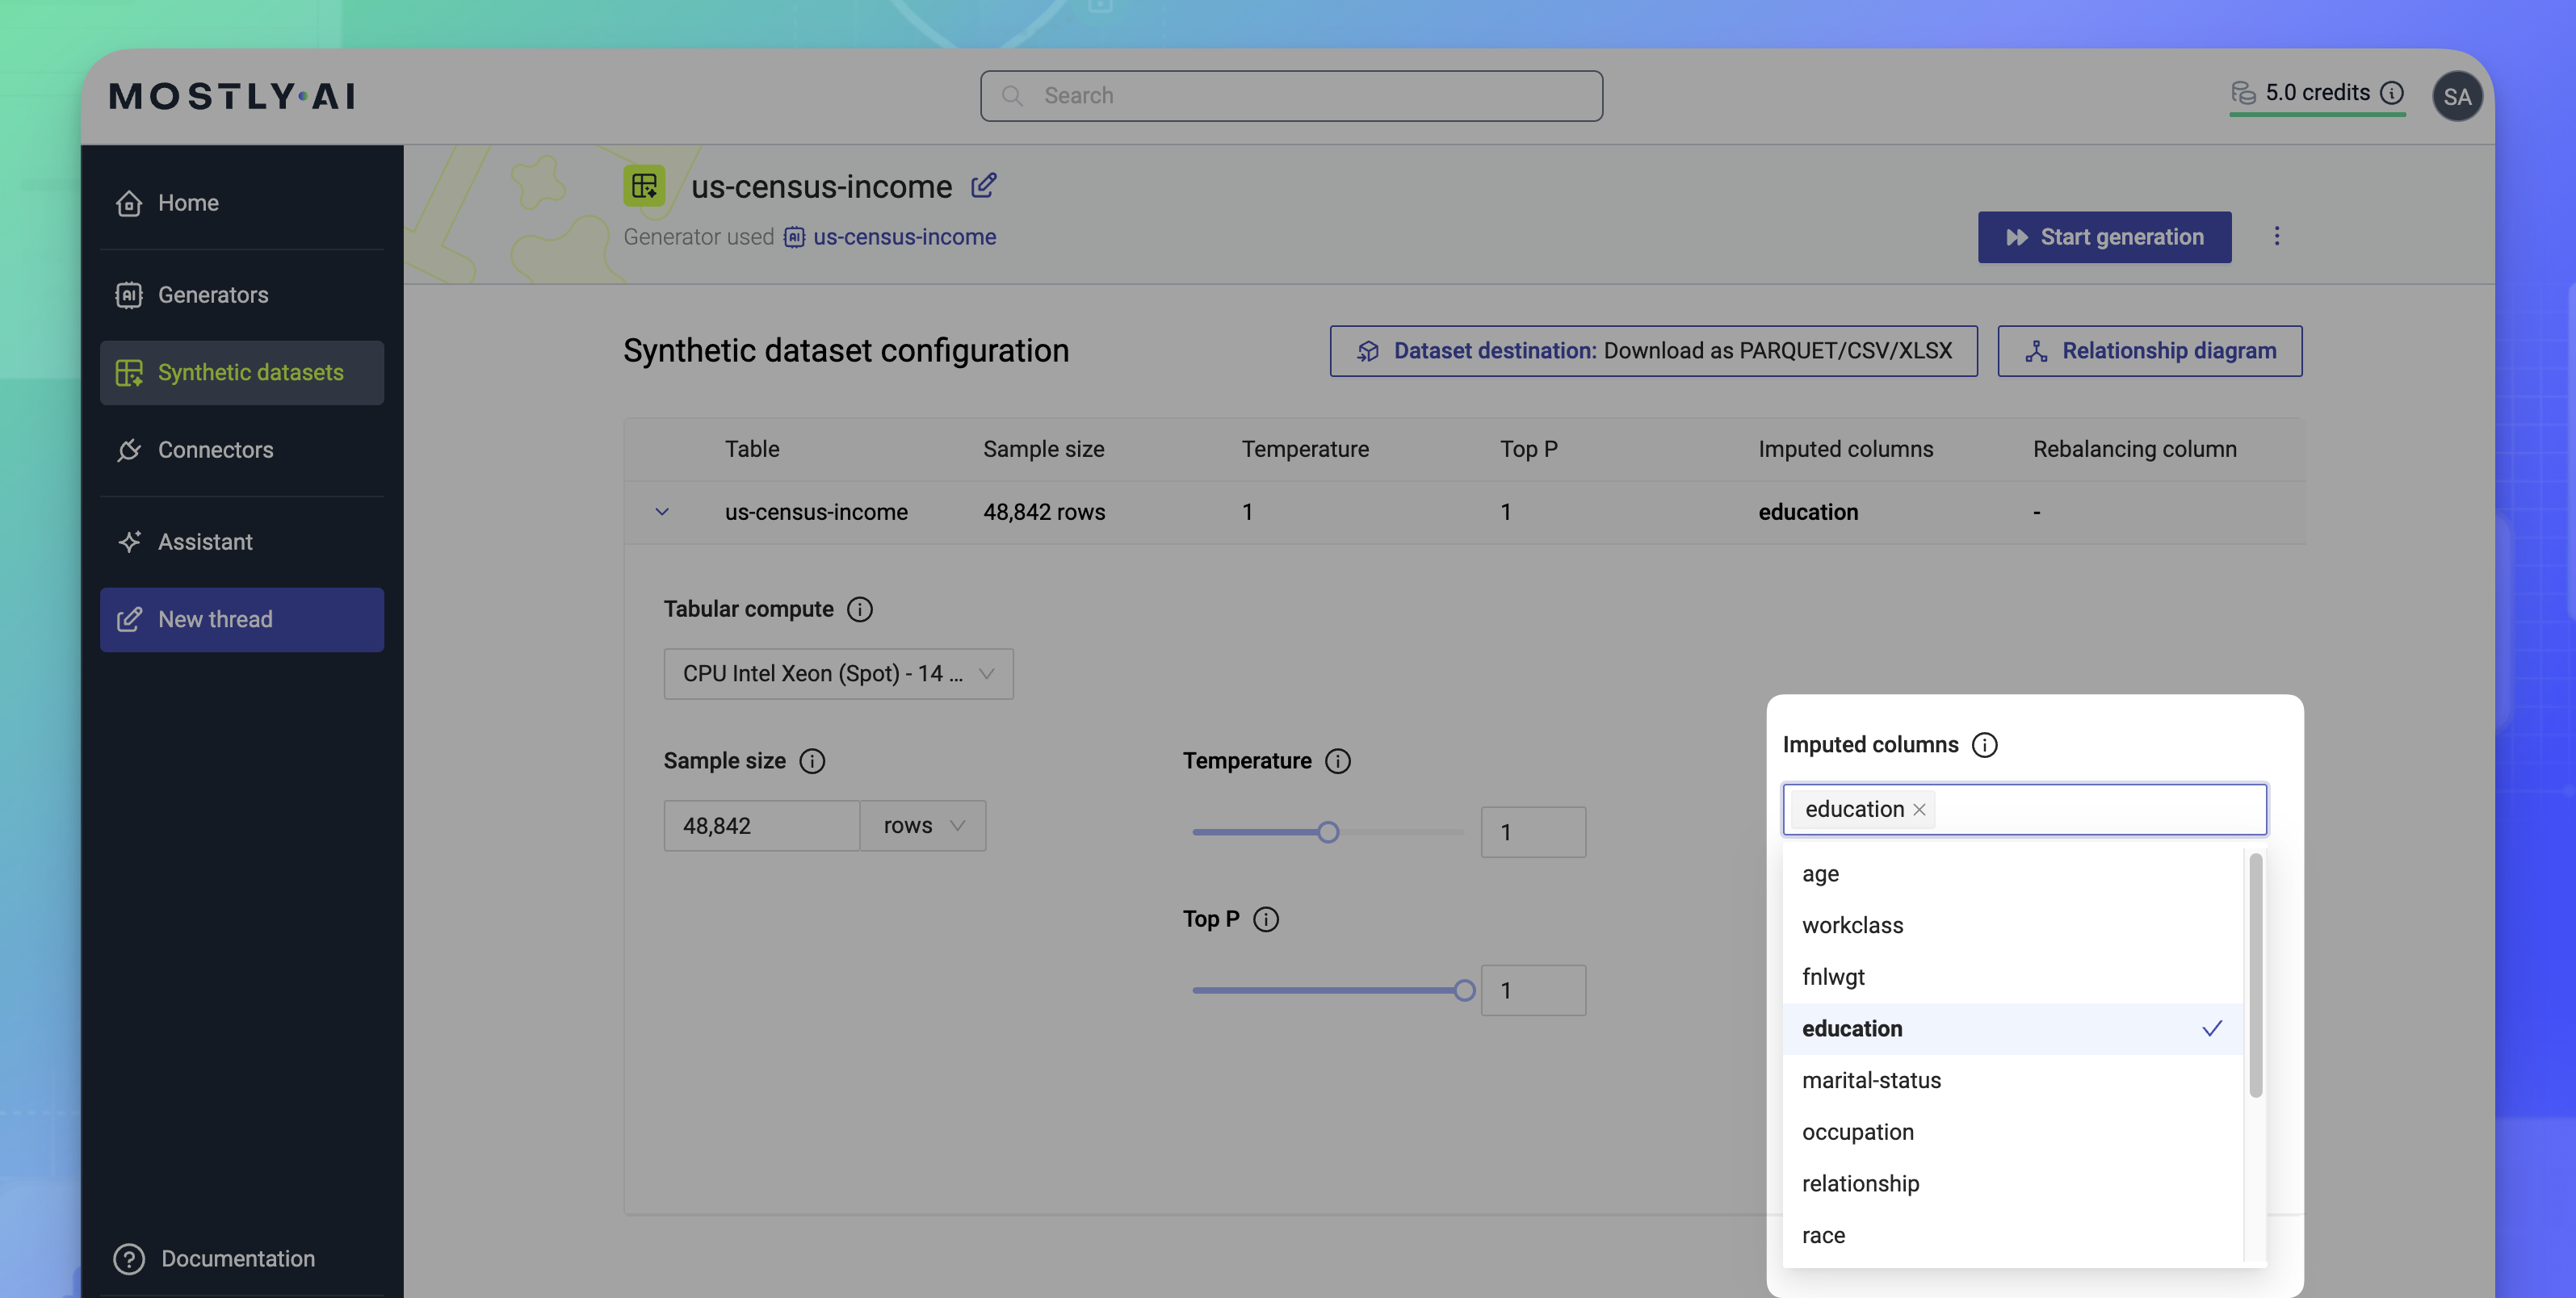 MOSTLY·AI
Search
5.0 credits
SA
Home
Generators
Synthetic datasets
Connectors
Assistant
New thread
Documentation
us-census-income
Generator used AI us-census-income
Start generation
Synthetic dataset configuration
Dataset destination: Download as PARQUET/CSV/XLSX
Relationship diagram
Table Sample size Temperature Top P Imputed columns Rebalancing column
us-census-income 48,842 rows 1 1 education -
Tabular compute
CPU Intel Xeon (Spot) - 14 ...
Sample size
48,842 rows
Temperature
1
Top P
1
Imputed columns
education
age
workclass
fnlwgt
education
marital-status
occupation
relationship
race